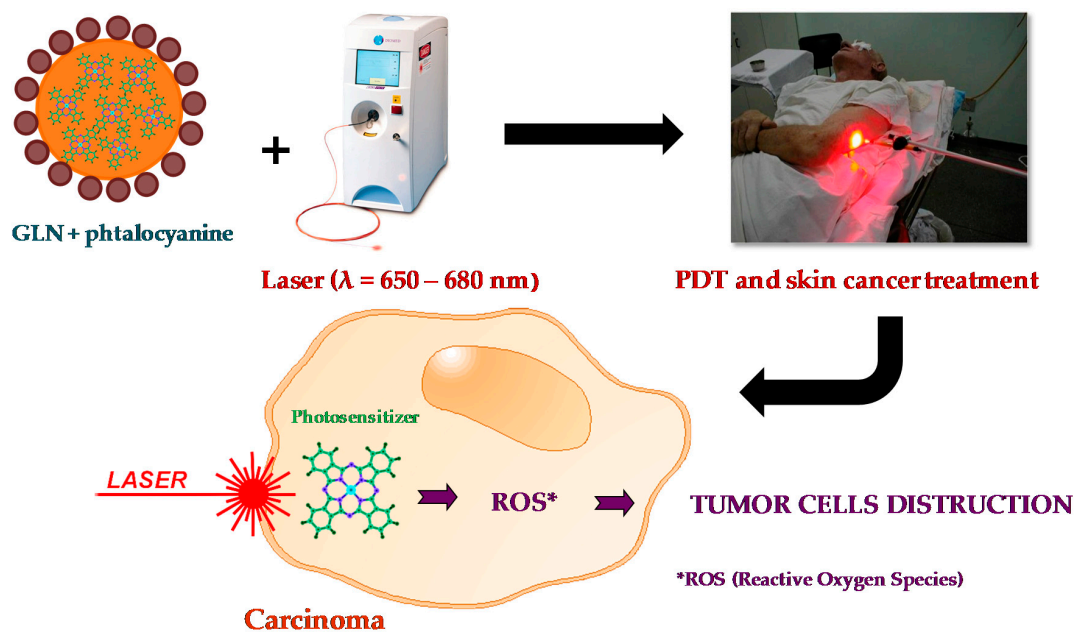 GLN + phtalocyanine
Laser (λ = 650 – 680 nm)
PDT and skin cancer treatment
Photosensitizer
LASER
ROS*
TUMOR CELLS DISTRUCTION
*ROS (Reactive Oxygen Species)
Carcinoma